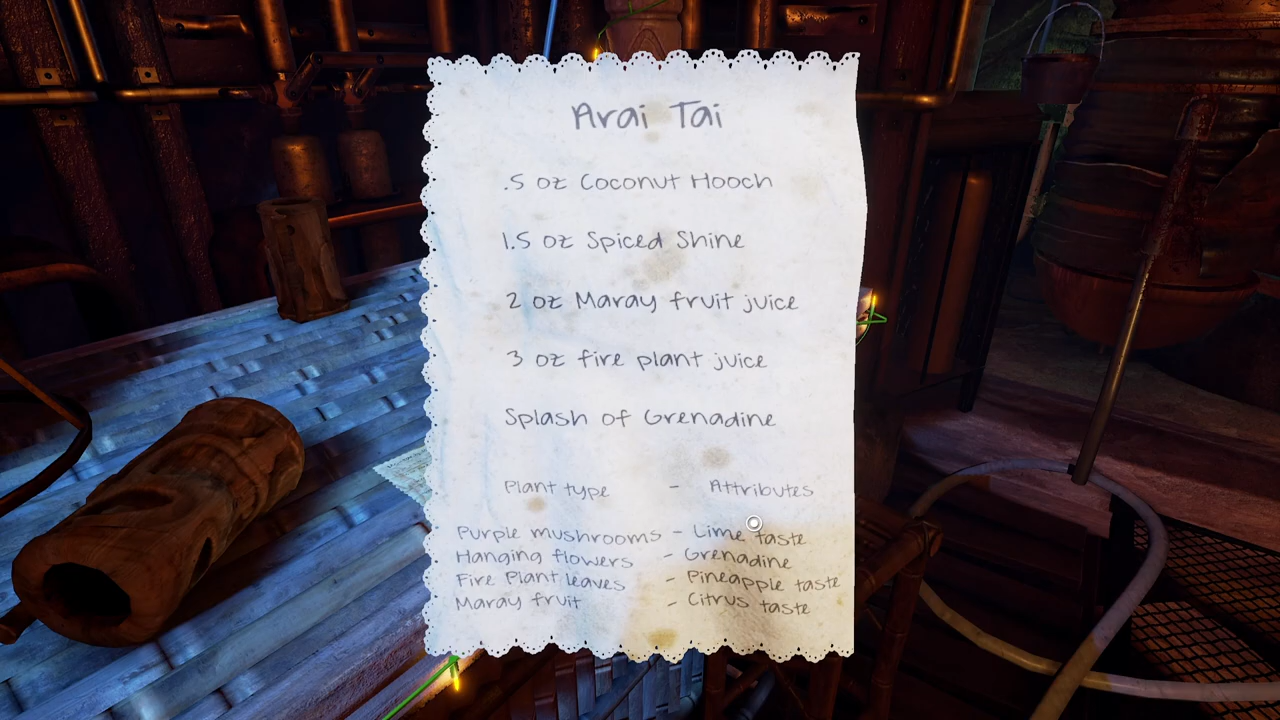 Arai Tai
.5 oz Coconut Hooch
1.5 oz Spiced Shine
2 oz Maray fruit juice
3 oz fire plant juice
Splash of Grenadine
Plant type - Attributes
Purple mushrooms - Lime taste
Hanging flowers - Grenadine
Fire Plant leaves - Pineapple taste
Maray fruit - Citrus taste